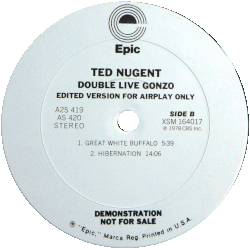 Epic
TED NUGENT
DOUBLE LIVE GONZO
EDITED VERSION FOR AIRPLAY ONLY
A2S 419
AS 420
STEREO
SIDE B
XSM 164017
℗ 1978 CBS Inc.
1. GREAT WHITE BUFFALO 5:39
2. HIBERNATION 14:06
DEMONSTRATION
NOT FOR SALE
® "Epic," Marca Reg. Printed in U.S.A.